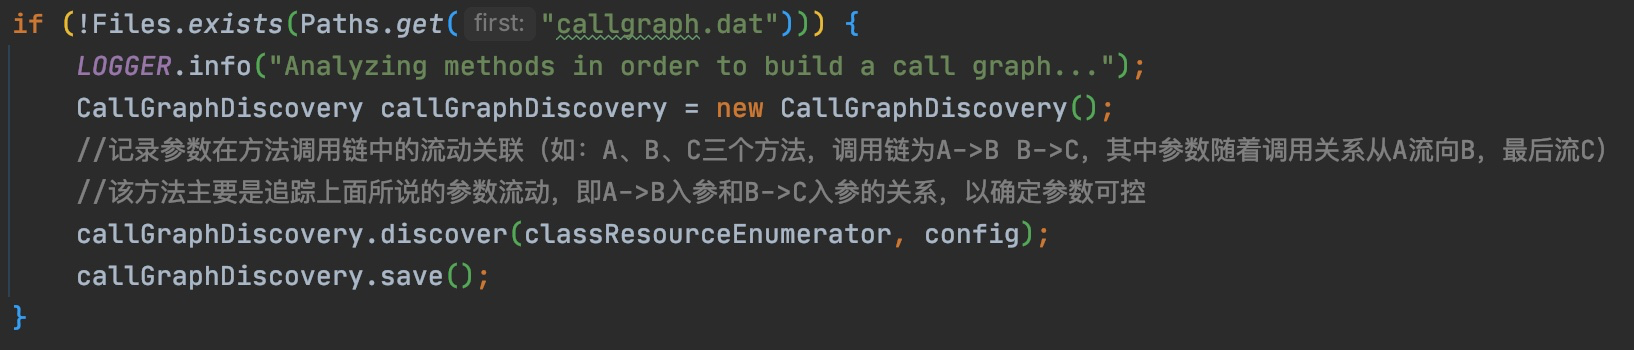 if (!Files.exists(Paths.get( first: "callgraph.dat"))) {
LOGGER.info("Analyzing methods in order to build a call graph...");
CallGraphDiscovery callGraphDiscovery = new CallGraphDiscovery();
//记录参数在方法调用链中的流动关联（如：A、B、C三个方法，调用链为A->B B->C，其中参数随着调用关系从A流向B，最后流C）
//该方法主要是追踪上面所说的参数流动，即A->B入参和B->C入参的关系，以确定参数可控
callGraphDiscovery.discover(classResourceEnumerator, config);
callGraphDiscovery.save();
}